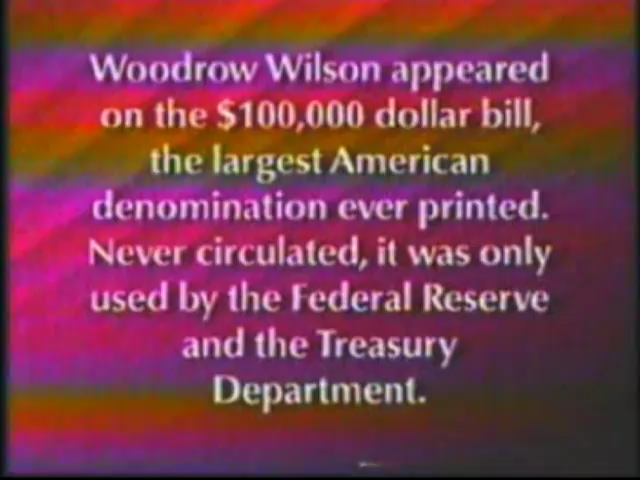 Woodrow Wilson appeared
on the $100,000 dollar bill,
the largest American
denomination ever printed.
Never circulated, it was only
used by the Federal Reserve
and the Treasury
Department.